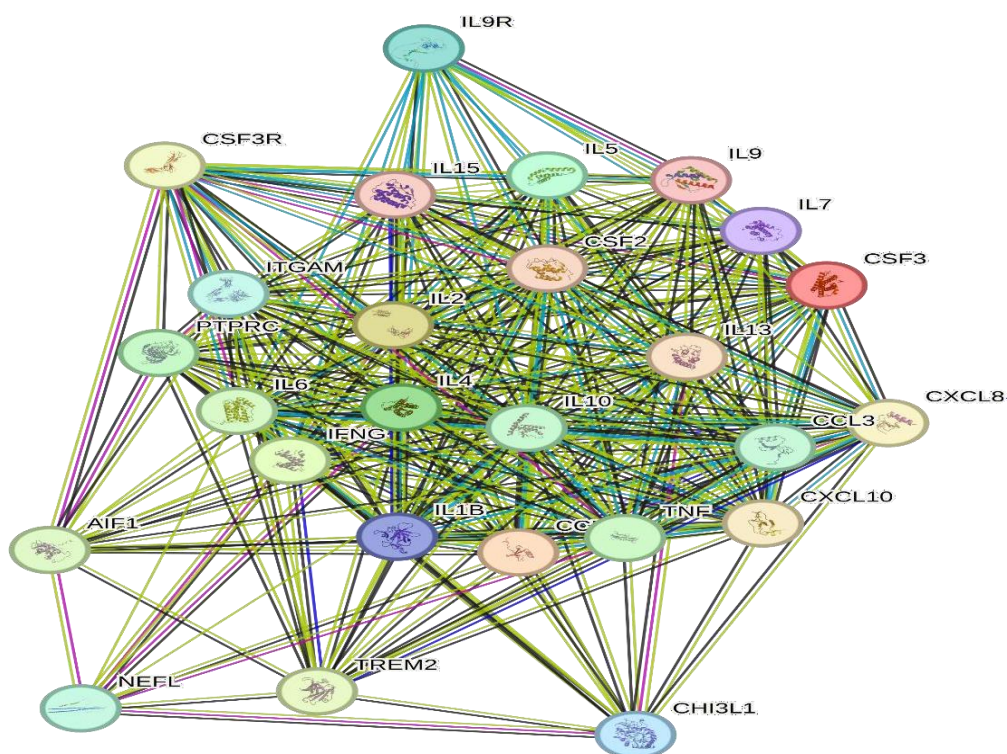 IL9R
CSF3R
IL5
IL9
IL15
IL7
CSF2
CSF3
ITGAM
IL2
PTPRC
IL13
IL6
IL4
IL10
CXCL8
CCL3
IFNG
CXCL10
AIF1
IL1B
TNF
TREM2
NEFL
CHI3L1